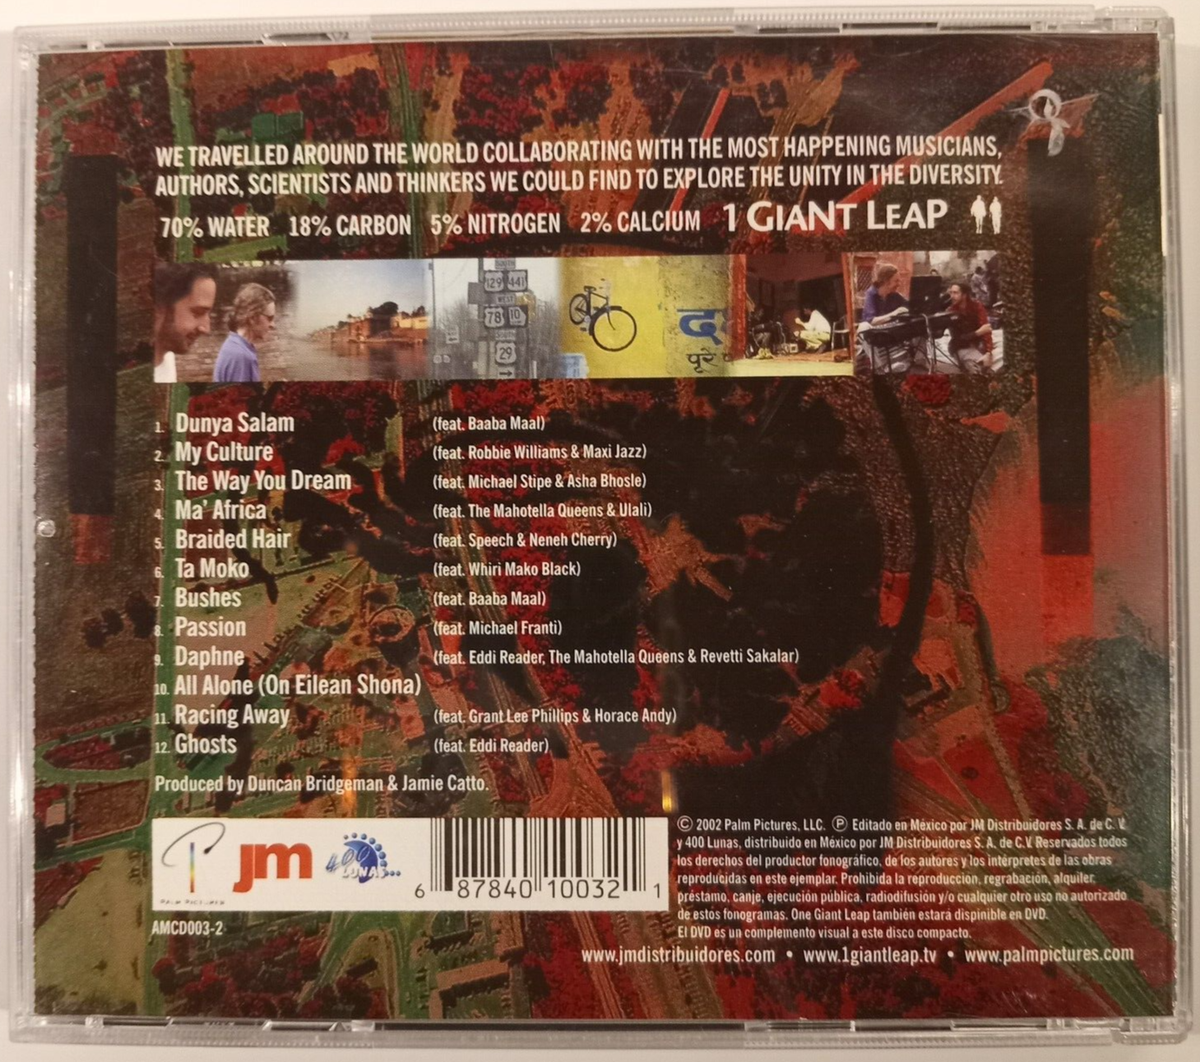 WE TRAVELLED AROUND THE WORLD COLLABORATING WITH THE MOST HAPPENING MUSICIANS,
AUTHORS, SCIENTISTS AND THINKERS WE COULD FIND TO EXPLORE THE UNITY IN THE DIVERSITY.
70% WATER 18% CARBON 5% NITROGEN 2% CALCIUM 1 GIANT LEAP
129 441
WEST
78 10
29
द
पूरे
1. Dunya Salam (feat. Baaba Maal)
2. My Culture (feat. Robbie Williams & Maxi Jazz)
3. The Way You Dream (feat. Michael Stipe & Asha Bhosle)
4. Ma' Africa (feat. The Mahotella Queens & Ulali)
5. Braided Hair (feat. Speech & Neneh Cherry)
6. Ta Moko (feat. Whiri Mako Black)
7. Bushes (feat. Baaba Maal)
8. Passion (feat. Michael Franti)
9. Daphne (feat. Eddi Reader, The Mahotella Queens & Revetti Sakalar)
10. All Alone (On Eilean Shona)
11. Racing Away (feat. Grant Lee Phillips & Horace Andy)
12. Ghosts (feat. Eddi Reader)
Produced by Duncan Bridgeman & Jamie Catto.
PALM PICTURES
jm
400 LUNAS...
6 87840 10032 1
AMCD003-2
© 2002 Palm Pictures, LLC. ℗ Editado en México por JM Distribuidores S. A. de C. V.
y 400 Lunas, distribuido en México por JM Distribuidores S. A. de C.V. Reservados todos
los derechos del productor fonográfico, de los autores y los intérpretes de las obras
reproducidas en este ejemplar. Prohibida la reproducción, regrabación, alquiler,
préstamo, canje, ejecución pública, radiodifusión y/o cualquier otro uso no autorizado
de estos fonogramas. One Giant Leap también estará dispinible en DVD.
El DVD es un complemento visual a este disco compacto.
www.jmdistribuidores.com • www.1giantleap.tv • www.palmpictures.com